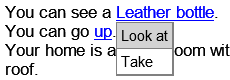 You can see a Leather bottle.
You can go up.
Look at
Your home is a oom wit
Take
roof.